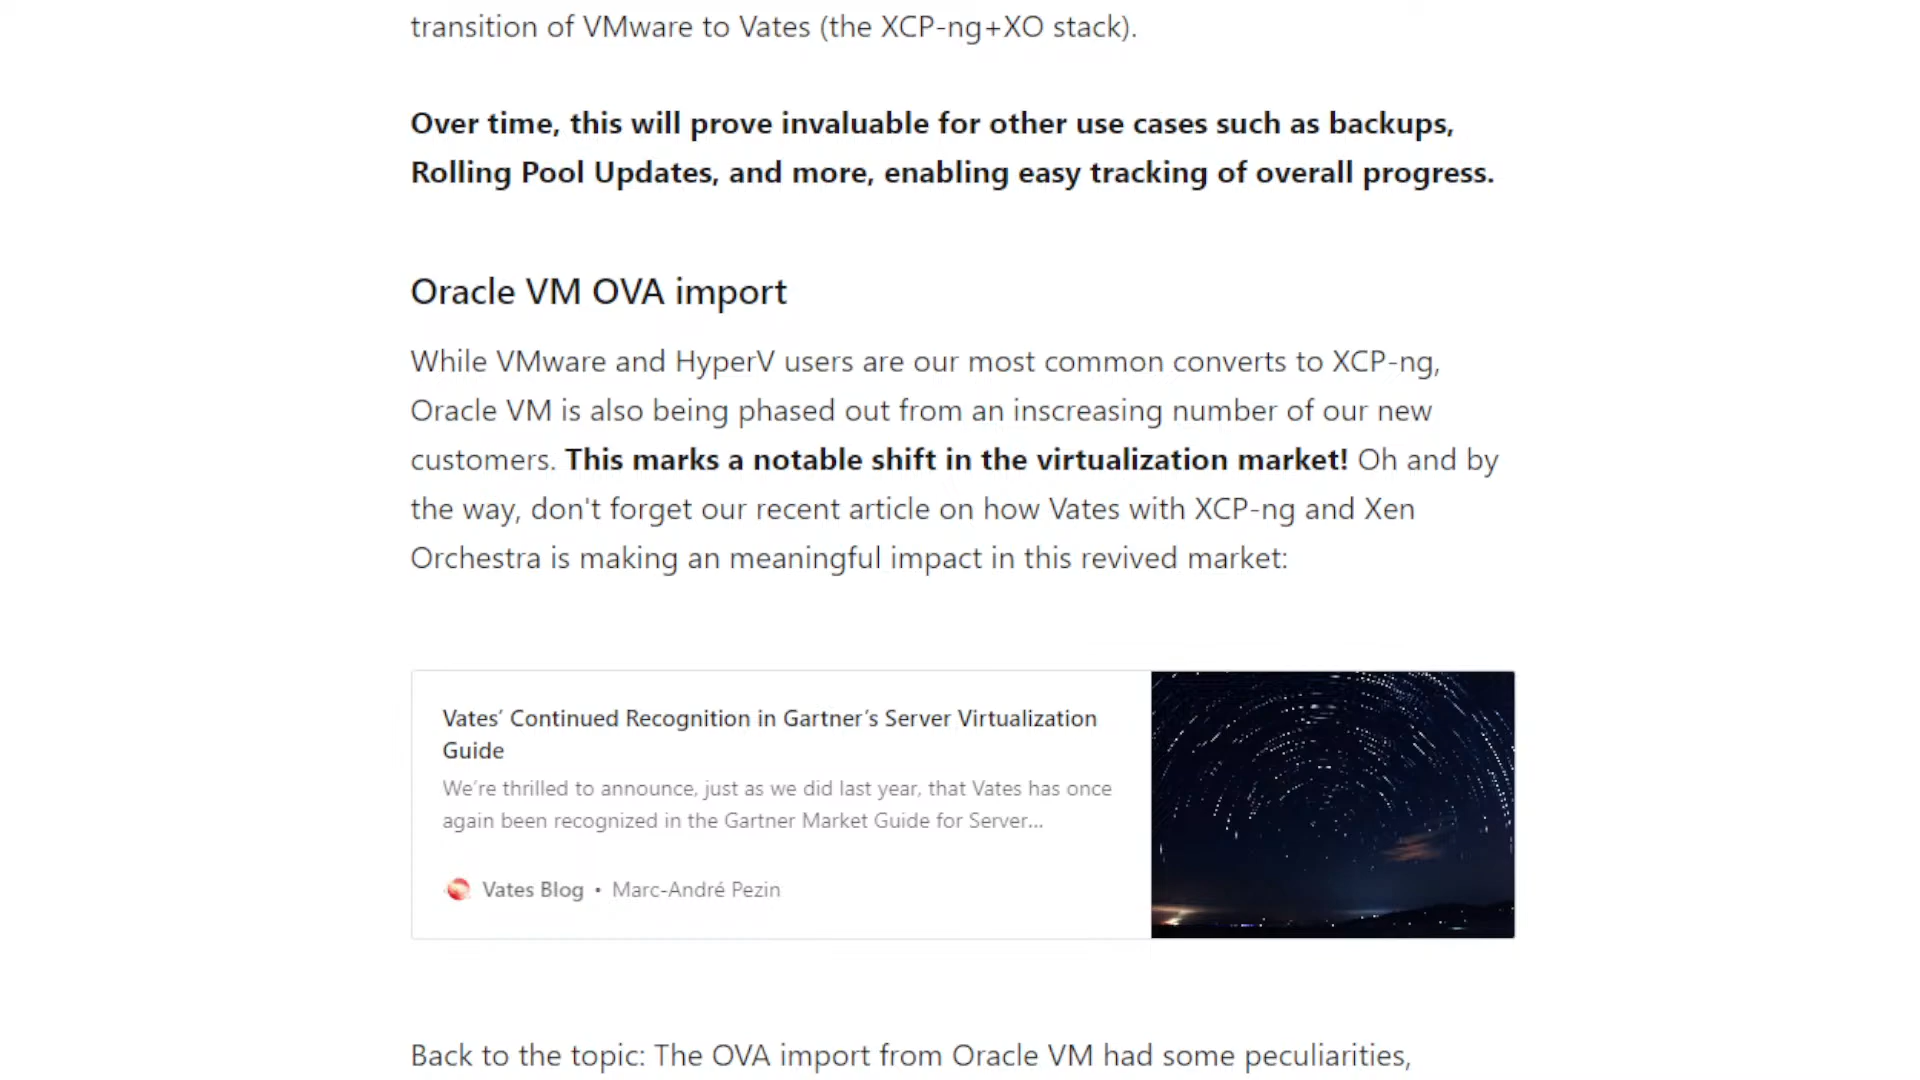 transition of VMware to Vates (the XCP-ng+XO stack).
Over time, this will prove invaluable for other use cases such as backups,
Rolling Pool Updates, and more, enabling easy tracking of overall progress.
Oracle VM OVA import
While VMware and HyperV users are our most common converts to XCP-ng,
Oracle VM is also being phased out from an inscreasing number of our new
customers. This marks a notable shift in the virtualization market! Oh and by
the way, don't forget our recent article on how Vates with XCP-ng and Xen
Orchestra is making an meaningful impact in this revived market:
Vates’ Continued Recognition in Gartner’s Server Virtualization
Guide
We’re thrilled to announce, just as we did last year, that Vates has once
again been recognized in the Gartner Market Guide for Server...
Vates Blog • Marc-André Pezin
Back to the topic: The OVA import from Oracle VM had some peculiarities,